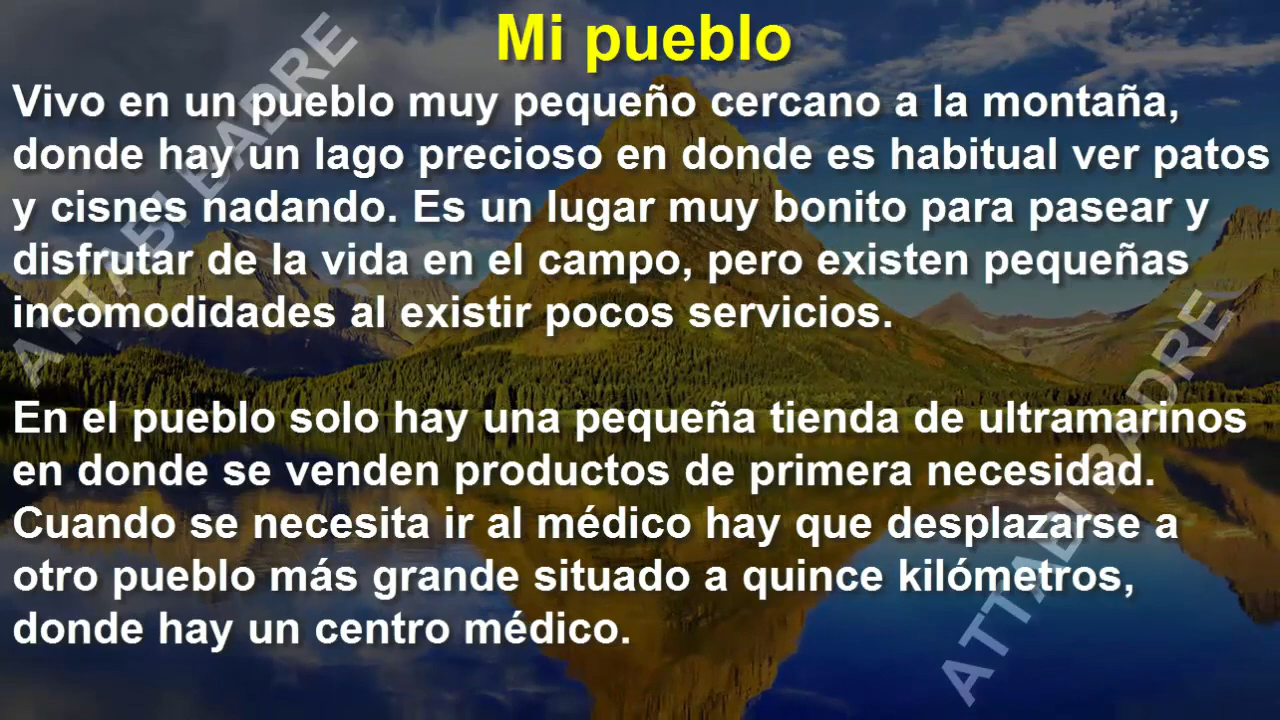 Mi pueblo
Vivo en un pueblo muy pequeño cercano a la montaña,
donde hay un lago precioso en donde es habitual ver patos
y cisnes nadando. Es un lugar muy bonito para pasear y
disfrutar de la vida en el campo, pero existen pequeñas
incomodidades al existir pocos servicios.
En el pueblo solo hay una pequeña tienda de ultramarinos
en donde se venden productos de primera necesidad.
Cuando se necesita ir al médico hay que desplazarse a
otro pueblo más grande situado a quince kilómetros,
donde hay un centro médico.
ATTABI BADRE
ATTABI BADRE